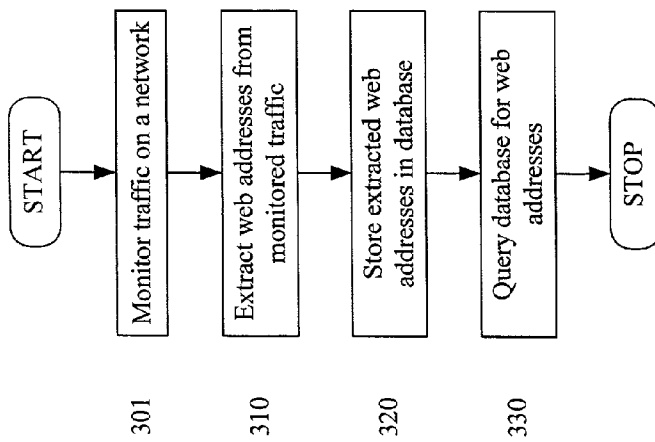 START
301
Monitor traffic on a network
310
Extract web addresses from
monitored traffic
320
Store extracted web
addresses in database
330
Query database for web
addresses
STOP